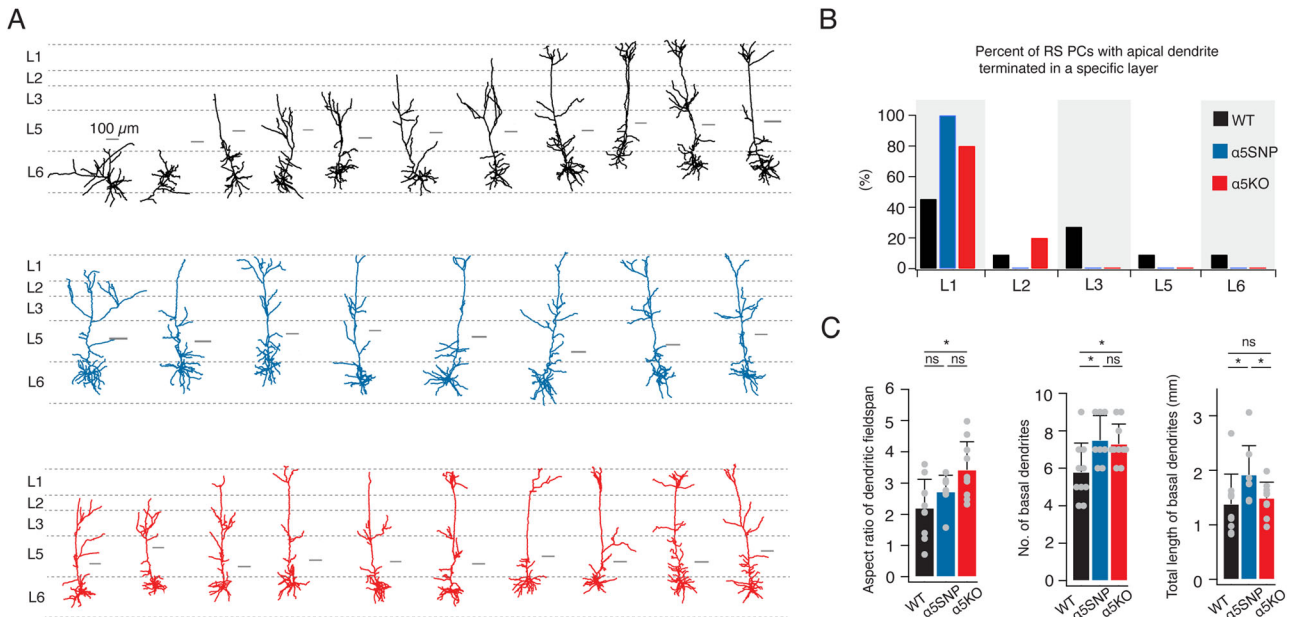 A
L1
L2
L3
L5
L6
100 µm
L1
L2
L3
L5
L6
L1
L2
L3
L5
L6
B
Percent of RS PCs with apical dendrite
terminated in a specific layer
100
80
60
40
20
0
(%)
WT
α5SNP
α5KO
L1
L2
L3
L5
L6
C
*
ns
ns
6
5
4
3
2
1
0
Aspect ratio of dendritic fieldspan
WT
α5SNP
α5KO
*
*
ns
10
8
6
4
2
0
No. of basal dendrites
WT
α5SNP
α5KO
ns
*
*
3
2
1
0
Total length of basal dendrites (mm)
WT
α5SNP
α5KO